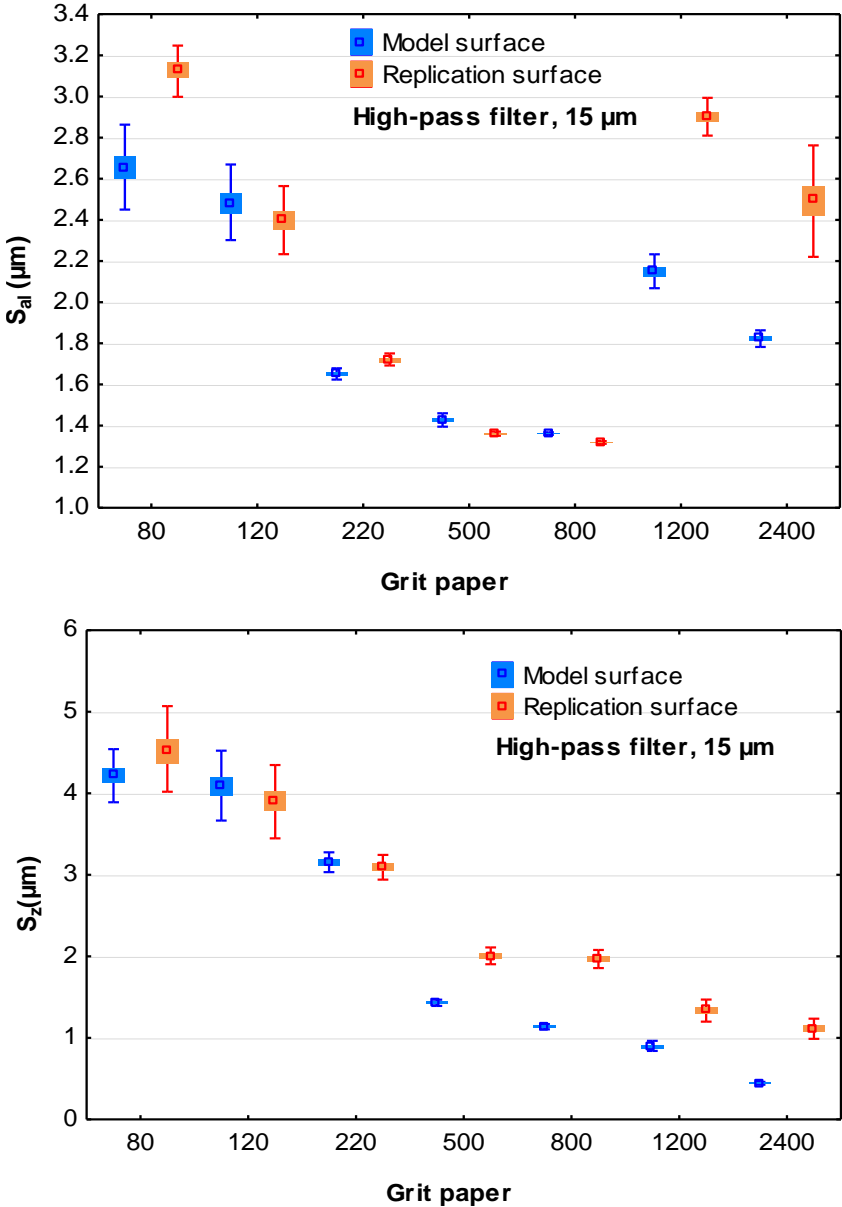 3.4
3.2
3.0
2.8
2.6
2.4
2.2
2.0
1.8
1.6
1.4
1.2
1.0
Sal (µm)
Model surface
Replication surface
High-pass filter, 15 µm
80 120 220 500 800 1200 2400
Grit paper
6
5
4
3
2
1
0
Sz(µm)
Model surface
Replication surface
High-pass filter, 15 µm
80 120 220 500 800 1200 2400
Grit paper